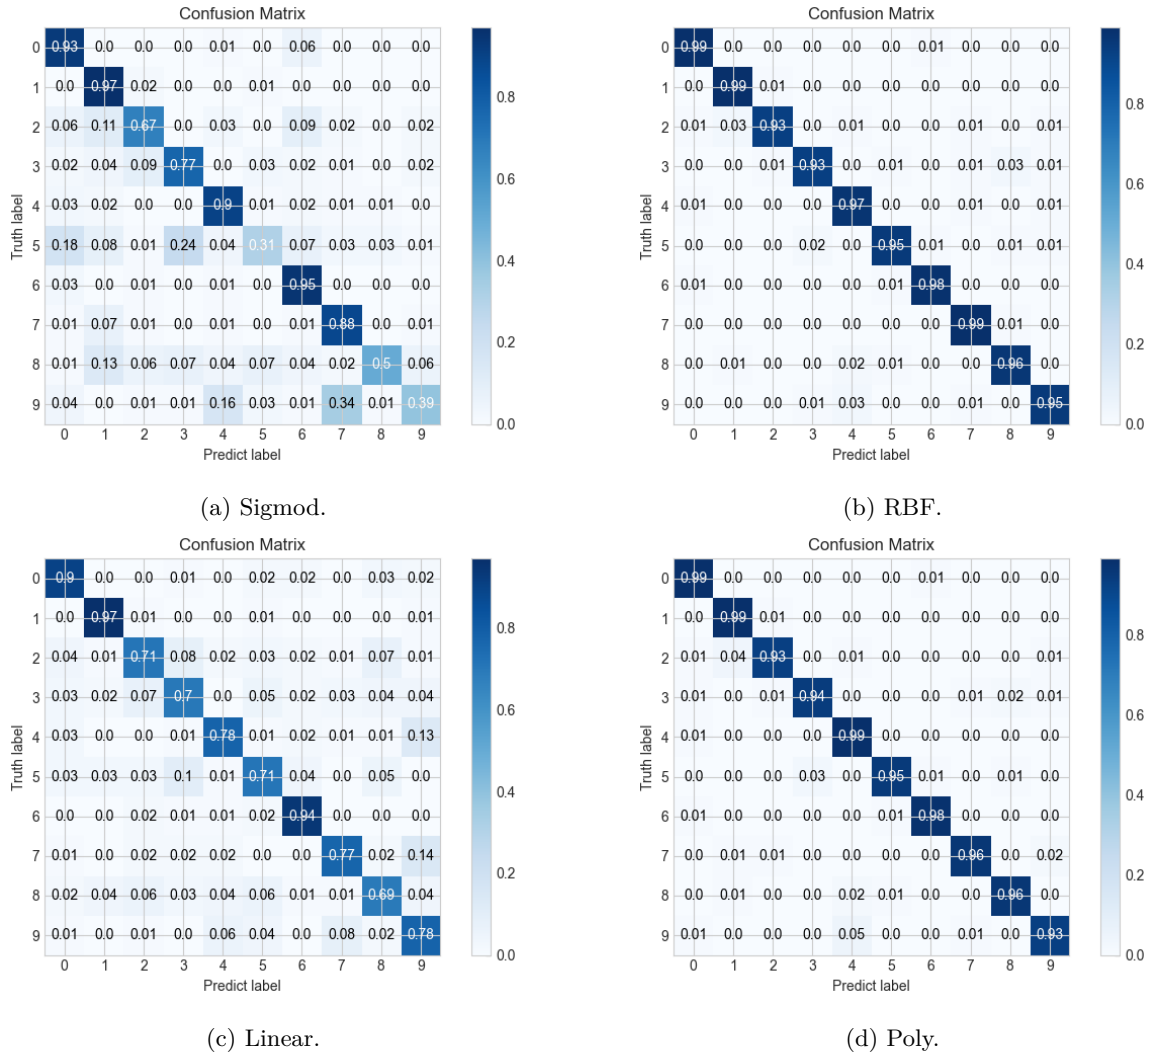 Confusion Matrix
0 0.93 0.0 0.0 0.0 0.01 0.0 0.06 0.0 0.0 0.0
1 0.0 0.97 0.02 0.0 0.0 0.01 0.0 0.0 0.0 0.0
2 0.06 0.11 0.67 0.0 0.03 0.0 0.09 0.02 0.0 0.02
3 0.02 0.04 0.09 0.77 0.0 0.03 0.02 0.01 0.0 0.02
4 0.03 0.02 0.0 0.0 0.9 0.01 0.02 0.01 0.01 0.0
5 0.18 0.08 0.01 0.24 0.04 0.31 0.07 0.03 0.03 0.01
6 0.03 0.0 0.01 0.0 0.01 0.0 0.95 0.0 0.0 0.0
7 0.01 0.07 0.01 0.0 0.01 0.0 0.01 0.88 0.0 0.01
8 0.01 0.13 0.06 0.07 0.04 0.07 0.04 0.02 0.5 0.06
9 0.04 0.0 0.01 0.01 0.16 0.03 0.01 0.34 0.01 0.39
0 1 2 3 4 5 6 7 8 9
Predict label
Truth label
0.8
0.6
0.4
0.2
0.0
(a) Sigmod.
Confusion Matrix
0 0.99 0.0 0.0 0.0 0.0 0.0 0.01 0.0 0.0 0.0
1 0.0 0.99 0.01 0.0 0.0 0.0 0.0 0.0 0.0 0.0
2 0.01 0.03 0.93 0.0 0.01 0.0 0.0 0.01 0.0 0.01
3 0.0 0.0 0.01 0.93 0.0 0.01 0.0 0.01 0.03 0.01
4 0.01 0.0 0.0 0.0 0.97 0.0 0.01 0.0 0.0 0.01
5 0.0 0.0 0.0 0.02 0.0 0.95 0.01 0.0 0.01 0.01
6 0.01 0.0 0.0 0.0 0.0 0.01 0.98 0.0 0.0 0.0
7 0.0 0.0 0.0 0.0 0.0 0.0 0.0 0.99 0.01 0.0
8 0.0 0.01 0.0 0.0 0.02 0.01 0.0 0.0 0.96 0.0
9 0.0 0.0 0.0 0.01 0.03 0.0 0.0 0.01 0.0 0.95
0 1 2 3 4 5 6 7 8 9
Predict label
Truth label
0.8
0.6
0.4
0.2
0.0
(b) RBF.
Confusion Matrix
0 0.9 0.0 0.0 0.01 0.0 0.02 0.02 0.0 0.03 0.02
1 0.0 0.97 0.01 0.0 0.0 0.01 0.0 0.0 0.0 0.01
2 0.04 0.01 0.71 0.08 0.02 0.03 0.02 0.01 0.07 0.01
3 0.03 0.02 0.07 0.7 0.0 0.05 0.02 0.03 0.04 0.04
4 0.03 0.0 0.0 0.01 0.78 0.01 0.02 0.01 0.01 0.13
5 0.03 0.03 0.03 0.1 0.01 0.71 0.04 0.0 0.05 0.0
6 0.0 0.0 0.02 0.01 0.01 0.02 0.94 0.0 0.0 0.0
7 0.01 0.0 0.02 0.02 0.02 0.0 0.0 0.77 0.02 0.14
8 0.02 0.04 0.06 0.03 0.04 0.06 0.01 0.01 0.69 0.04
9 0.01 0.0 0.01 0.0 0.06 0.04 0.0 0.08 0.02 0.78
0 1 2 3 4 5 6 7 8 9
Predict label
Truth label
0.8
0.6
0.4
0.2
0.0
(c) Linear.
Confusion Matrix
0 0.99 0.0 0.0 0.0 0.0 0.0 0.01 0.0 0.0 0.0
1 0.0 0.99 0.01 0.0 0.0 0.0 0.0 0.0 0.0 0.0
2 0.01 0.04 0.93 0.0 0.01 0.0 0.0 0.0 0.0 0.01
3 0.01 0.0 0.01 0.94 0.0 0.0 0.0 0.01 0.02 0.01
4 0.01 0.0 0.0 0.0 0.99 0.0 0.0 0.0 0.0 0.0
5 0.0 0.0 0.0 0.03 0.0 0.95 0.01 0.0 0.01 0.0
6 0.01 0.0 0.0 0.0 0.0 0.01 0.98 0.0 0.0 0.0
7 0.0 0.01 0.01 0.0 0.0 0.0 0.0 0.96 0.0 0.02
8 0.0 0.01 0.0 0.0 0.02 0.01 0.0 0.0 0.96 0.0
9 0.01 0.0 0.0 0.0 0.05 0.0 0.0 0.01 0.0 0.93
0 1 2 3 4 5 6 7 8 9
Predict label
Truth label
0.8
0.6
0.4
0.2
0.0
(d) Poly.